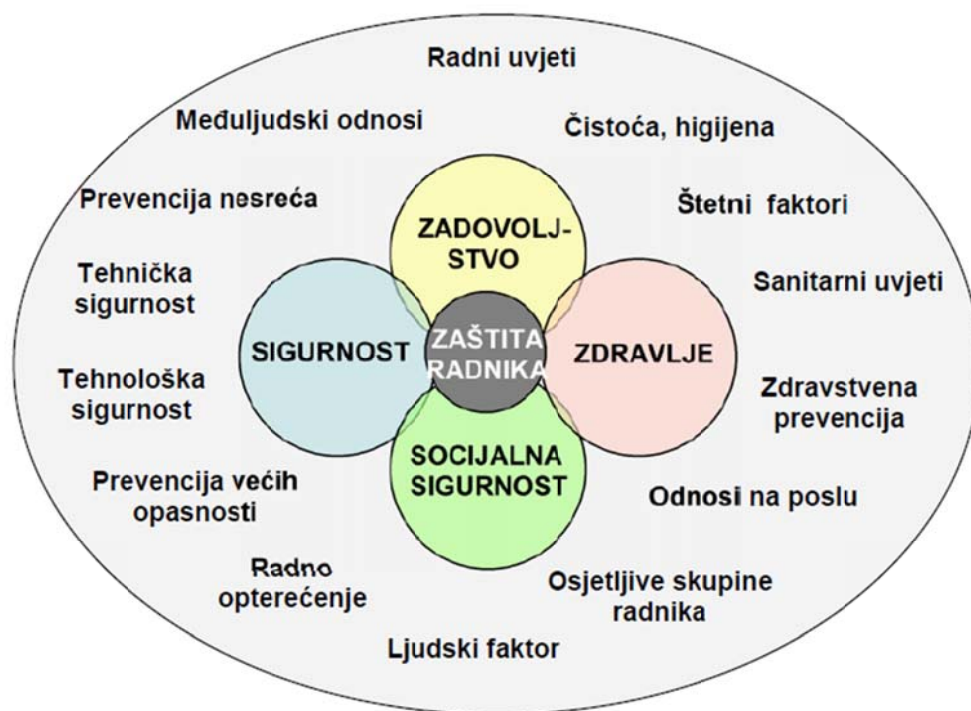 Radni uvjeti
Međuljudski odnosi
Čistoća, higijena
Prevencija nesreća
Štetni faktori
ZADOVOLJ-
STVO
Tehnička
sigurnost
Sanitarni uvjeti
SIGURNOST
ZAŠTITA
RADNIKA
ZDRAVLJE
Tehnološka
sigurnost
Zdravstvena
prevencija
SOCIJALNA
SIGURNOST
Prevencija većih
opasnosti
Odnosi na poslu
Radno
opterećenje
Osjetljive skupine
radnika
Ljudski faktor